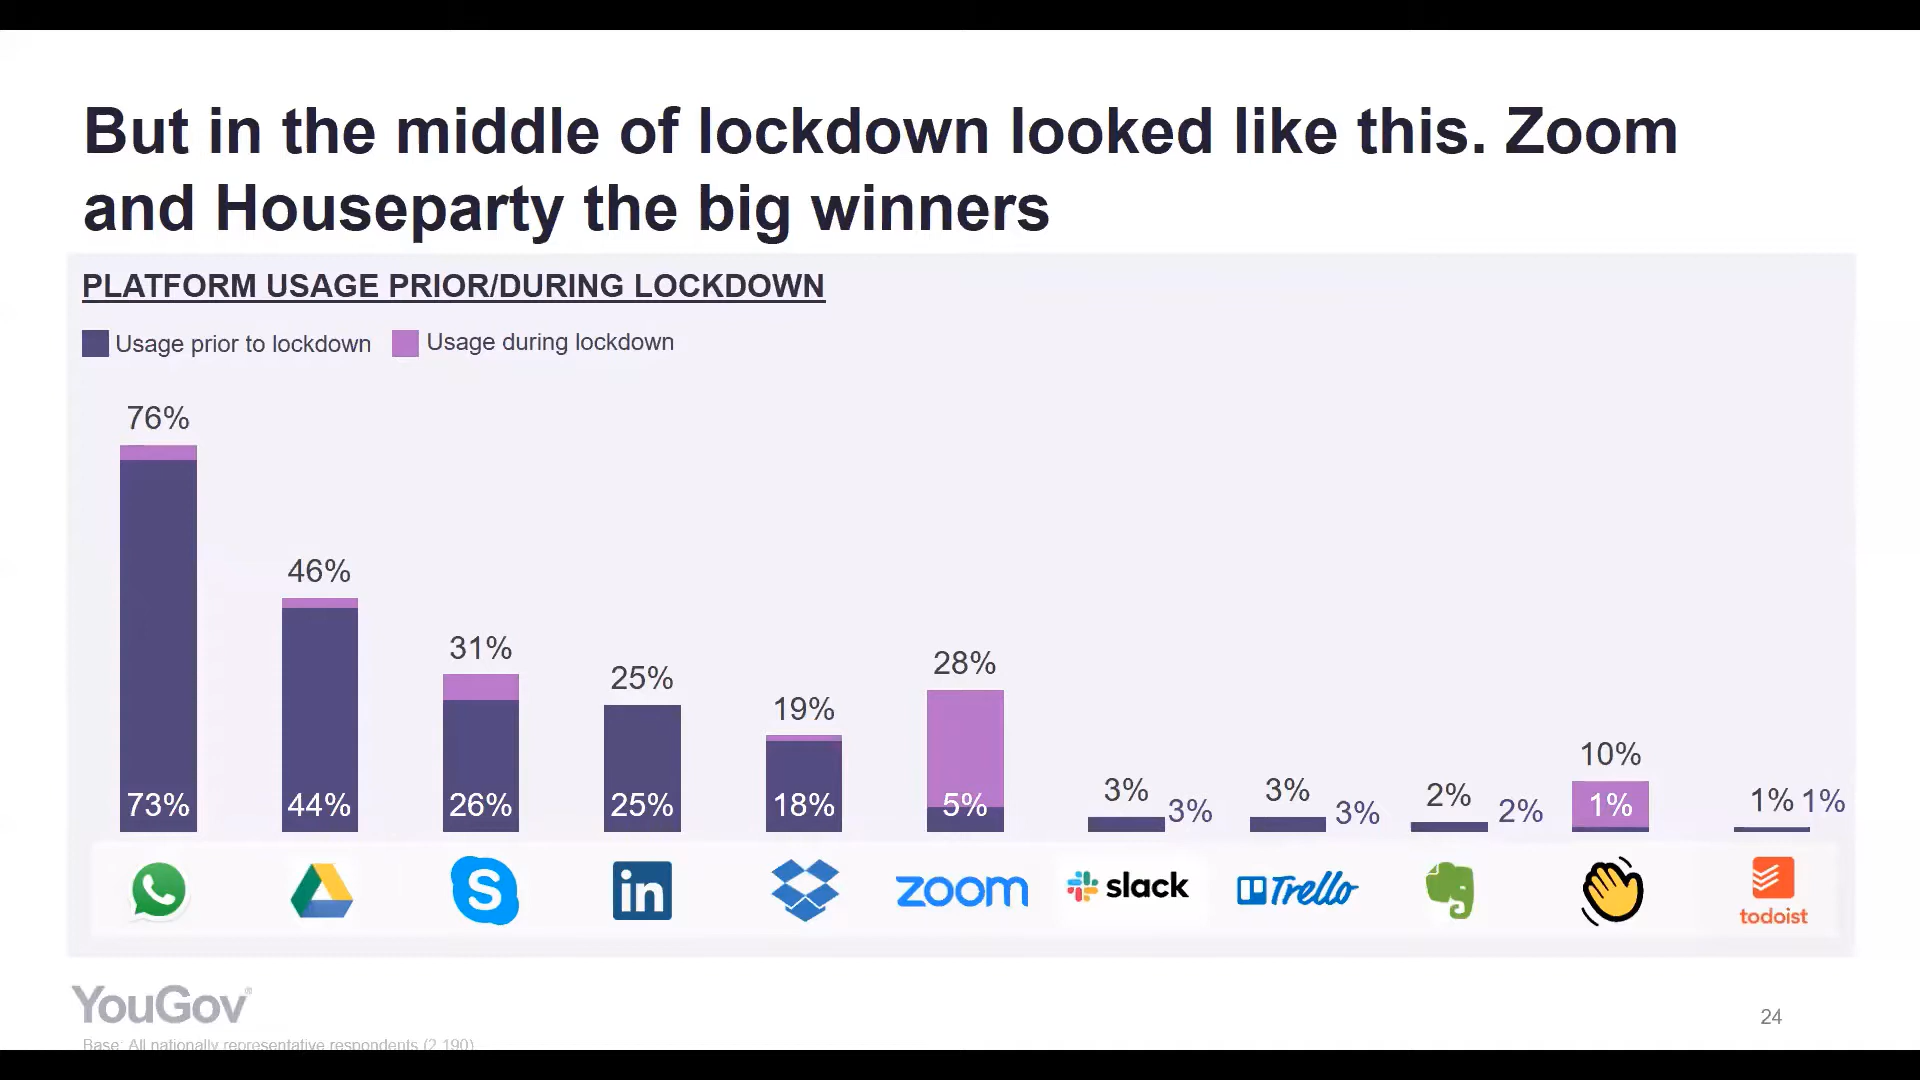 But in the middle of lockdown looked like this. Zoom
and Houseparty the big winners
PLATFORM USAGE PRIOR/DURING LOCKDOWN
Usage prior to lockdown
Usage during lockdown
76%
46%
31%
25%
19%
28%
3%
3%
2%
10%
1%
73%
44%
26%
25%
18%
5%
3%
3%
2%
1%
1%
S
in
zoom
slack
Trello
todoist
YouGov®
24
Base: All nationally representative respondents (2,190)